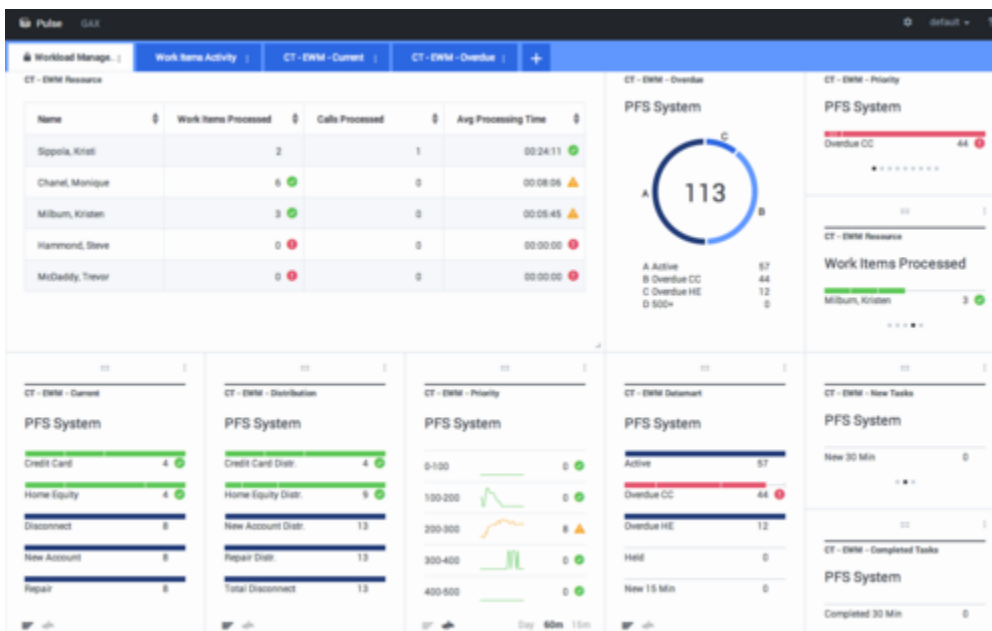 Pulse GAX default
Workload Manage.. Work Items Activity CT - EWM - Current CT - EWM - Overdue +
CT - EWM Resource
Name Work Items Processed Calls Processed Avg Processing Time
Sippola, Kristi 2 1 00:24:11
Chanel, Monique 6 0 00:08:06
Milburn, Kristen 3 0 00:05:45
Hammond, Steve 0 0 00:00:00
McDaddy, Trevor 0 0 00:00:00
CT - EWM - Overdue
PFS System
C
A
113
B
A Active 57
B Overdue CC 44
C Overdue HE 12
D 500+ 0
CT - EWM - Priority
PFS System
Overdue CC 44
CT - EWM Resource
Work Items Processed
Milburn, Kristen 3
CT - EWM - Current
PFS System
Credit Card 4
Home Equity 4
Disconnect 8
New Account 8
Repair 8
CT - EWM - Distribution
PFS System
Credit Card Distr. 4
Home Equity Distr. 9
New Account Distr. 13
Repair Distr. 13
Total Disconnect 13
CT - EWM - Priority
PFS System
0-100 0
100-200 0
200-300 8
300-400 0
400-500 0
Day 60m 15m
CT - EWM Datamart
PFS System
Active 57
Overdue CC 44
Overdue HE 12
Held 0
New 15 Min 0
CT - EWM - New Tasks
PFS System
New 30 Min 0
CT - EWM - Completed Tasks
PFS System
Completed 30 Min 0